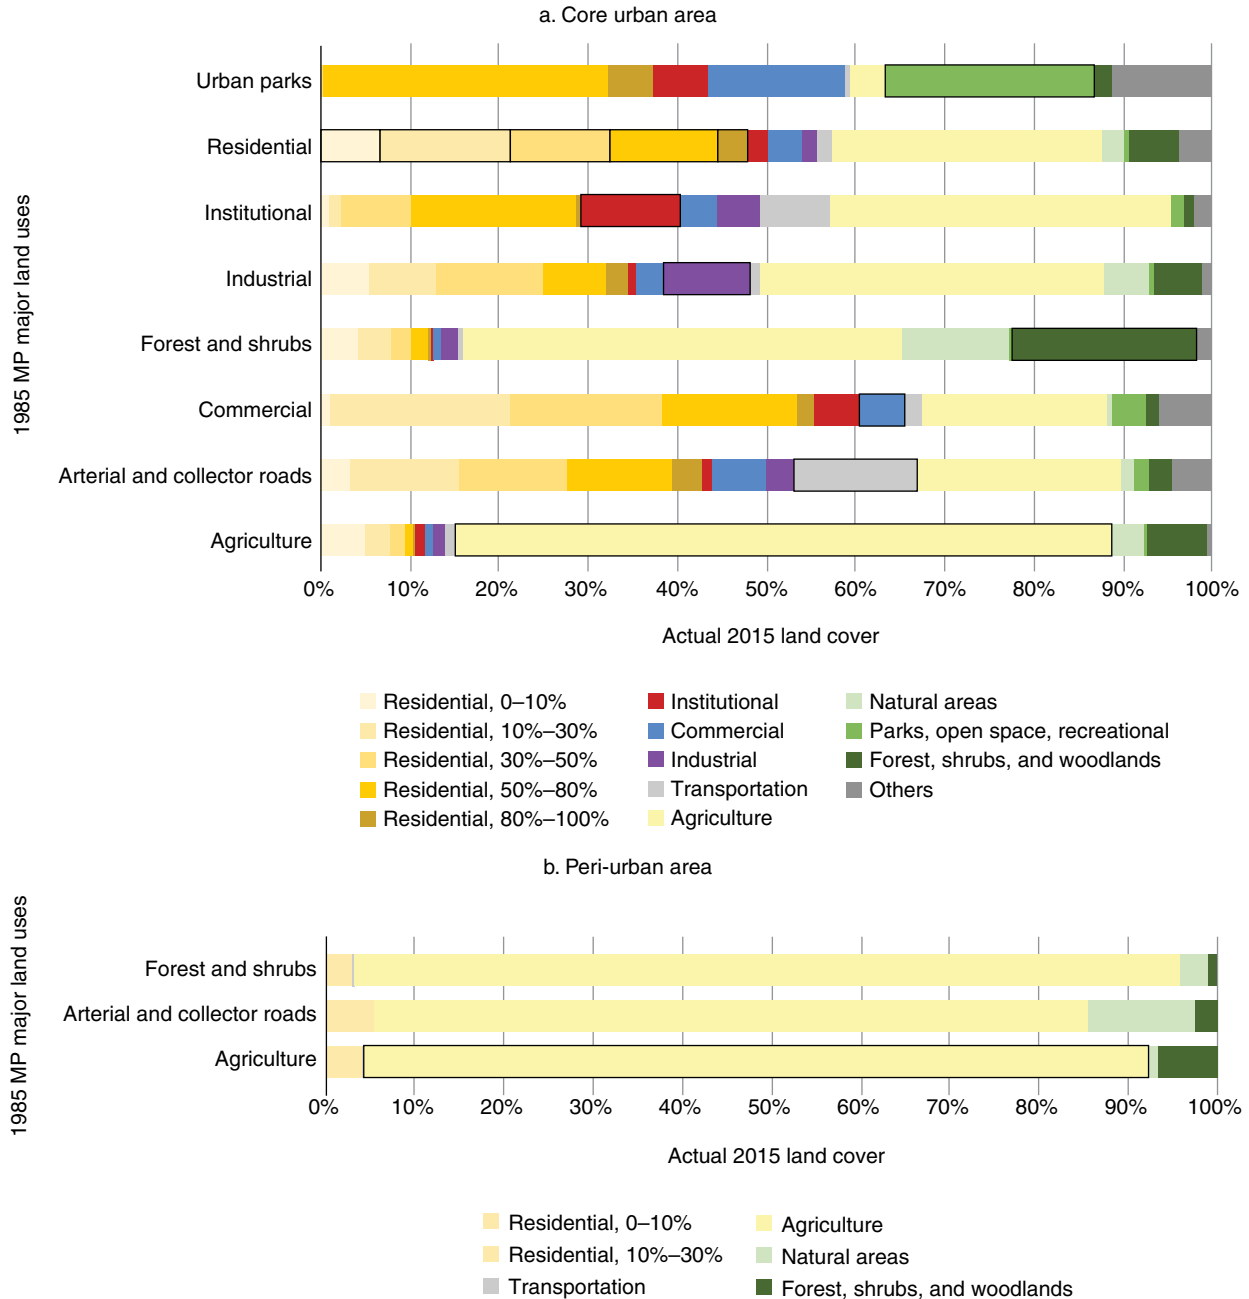 a. Core urban area
1985 MP major land uses
Urban parks
Residential
Institutional
Industrial
Forest and shrubs
Commercial
Arterial and collector roads
Agriculture
0% 10% 20% 30% 40% 50% 60% 70% 80% 90% 100%
Actual 2015 land cover
Residential, 0–10%
Residential, 10%–30%
Residential, 30%–50%
Residential, 50%–80%
Residential, 80%–100%
Institutional
Commercial
Industrial
Transportation
Agriculture
Natural areas
Parks, open space, recreational
Forest, shrubs, and woodlands
Others
b. Peri-urban area
1985 MP major land uses
Forest and shrubs
Arterial and collector roads
Agriculture
0% 10% 20% 30% 40% 50% 60% 70% 80% 90% 100%
Actual 2015 land cover
Residential, 0–10%
Residential, 10%–30%
Transportation
Agriculture
Natural areas
Forest, shrubs, and woodlands